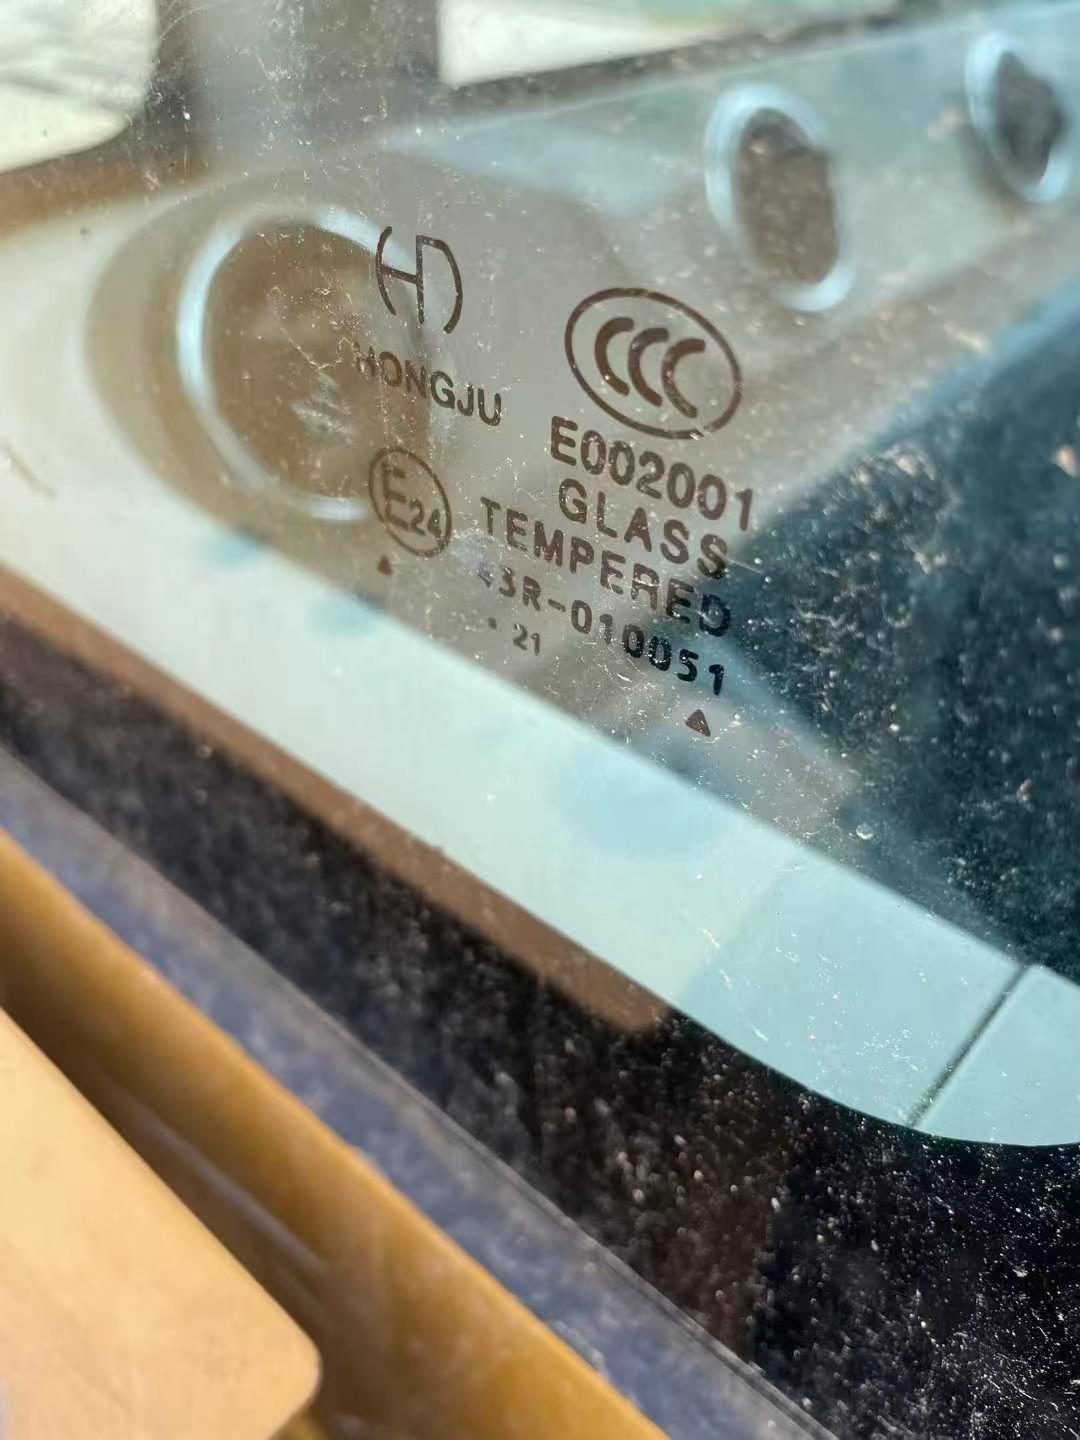 HONGJU
CCC
E002001
GLASS
TEMPERED
E24
43R-010051
21